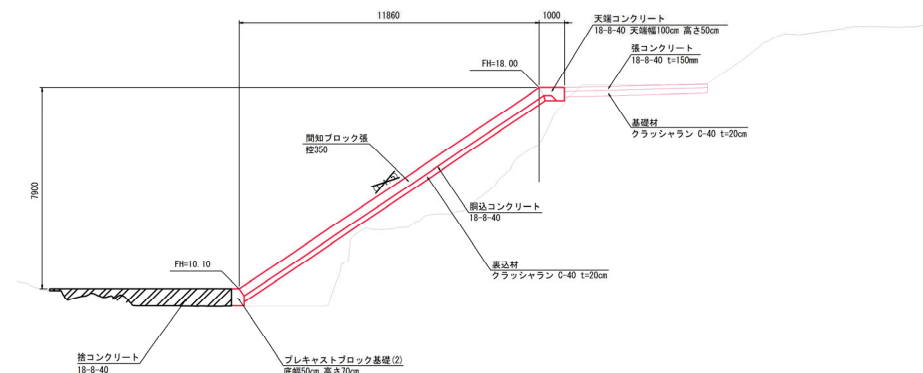 11860
1000
天端コンクリート
18-8-40 天端幅100cm 高さ50cm
張コンクリート
18-8-40 t=150mm
FH=18.00
基礎材
クラッシャラン C-40 t=20cm
間知ブロック張
控350
7900
胴込コンクリート
18-8-40
裏込材
クラッシャラン C-40 t=20cm
FH=10.10
捨コンクリート
18-8-40
プレキャストブロック基礎(2)
底幅50cm 高さ70cm